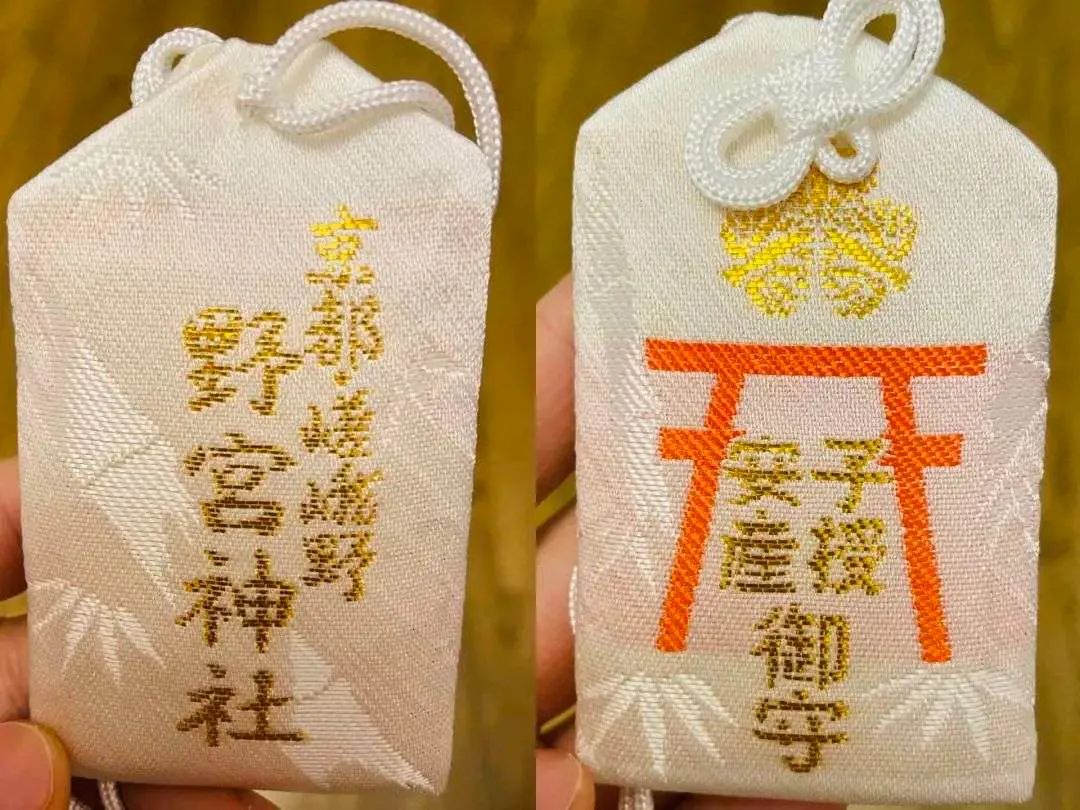 京都嵯峨野
野宮神社
子授
安産
御守